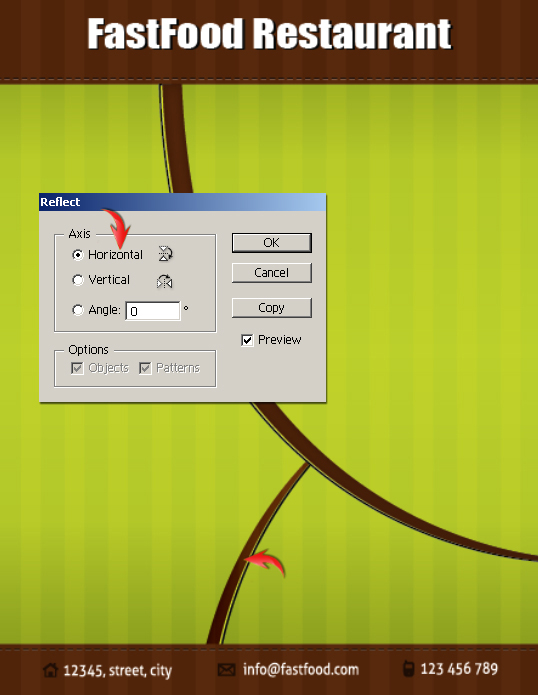 FastFood Restaurant
Reflect
Axis
Horizontal
Vertical
Angle: 0 °
OK
Cancel
Copy
Preview
Options
Objects Patterns
12345, street, city info@fastfood.com 123 456 789